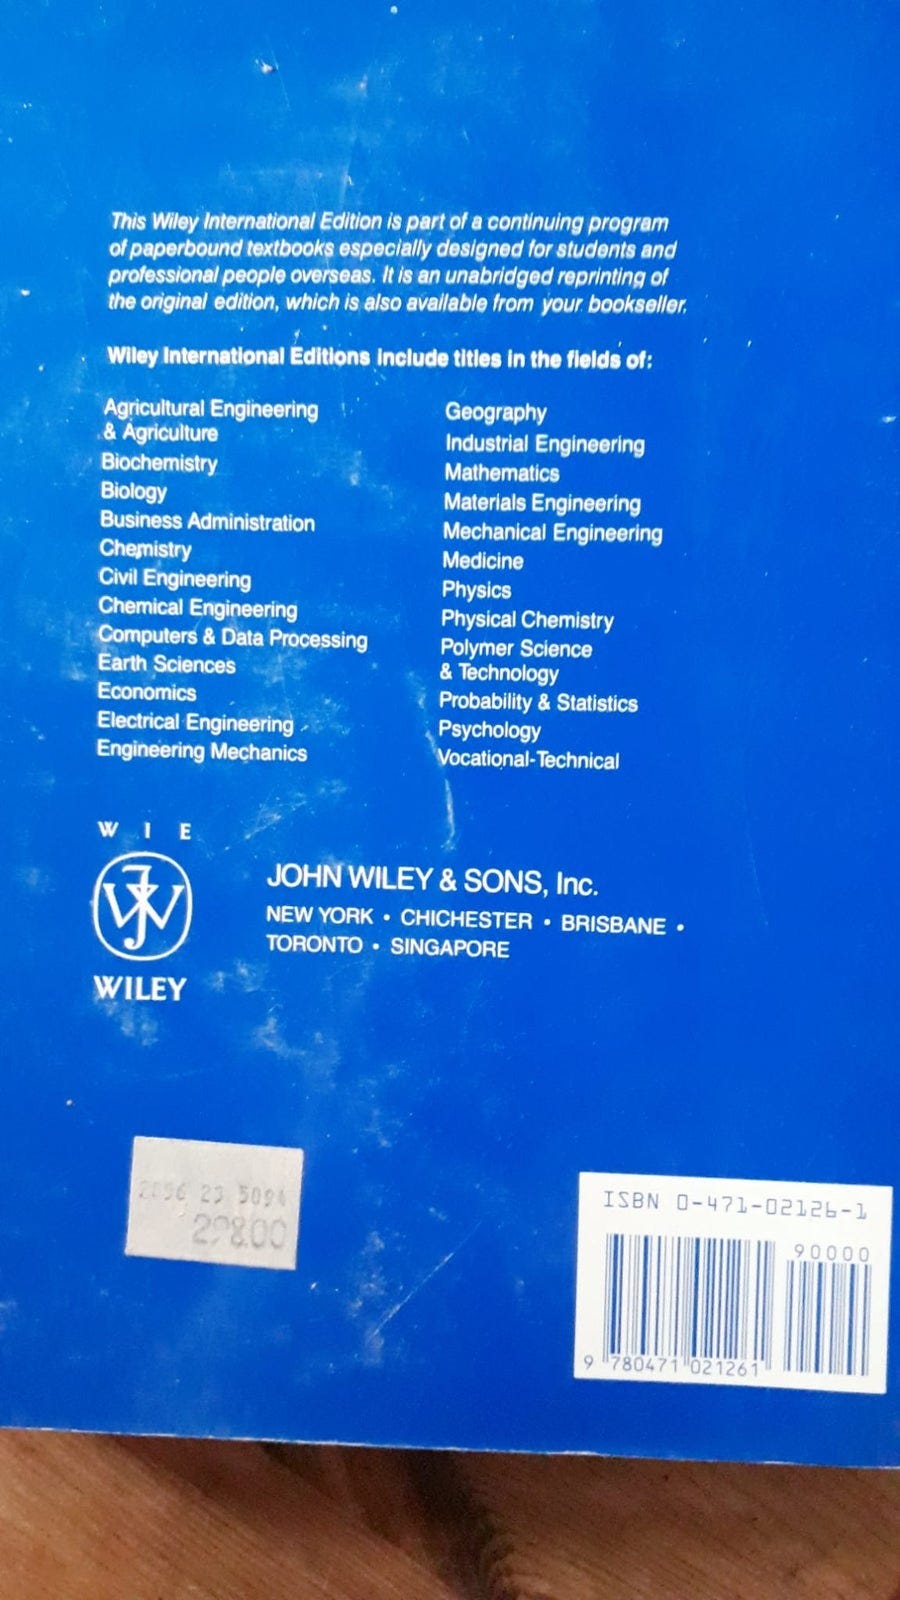 This Wiley International Edition is part of a continuing program
of paperbound textbooks especially designed for students and
professional people overseas. It is an unabridged reprinting of
the original edition, which is also available from your bookseller.
Wiley International Editions include titles in the fields of:
Agricultural Engineering
& Agriculture
Biochemistry
Biology
Business Administration
Chemistry
Civil Engineering
Chemical Engineering
Computers & Data Processing
Earth Sciences
Economics
Electrical Engineering
Engineering Mechanics
Geography
Industrial Engineering
Mathematics
Materials Engineering
Mechanical Engineering
Medicine
Physics
Physical Chemistry
Polymer Science
& Technology
Probability & Statistics
Psychology
Vocational-Technical
W I E
JW
WILEY
JOHN WILEY & SONS, Inc.
NEW YORK • CHICHESTER • BRISBANE •
TORONTO • SINGAPORE
23
298.00
ISBN 0-471-02126-1
90000
9 780471 021261